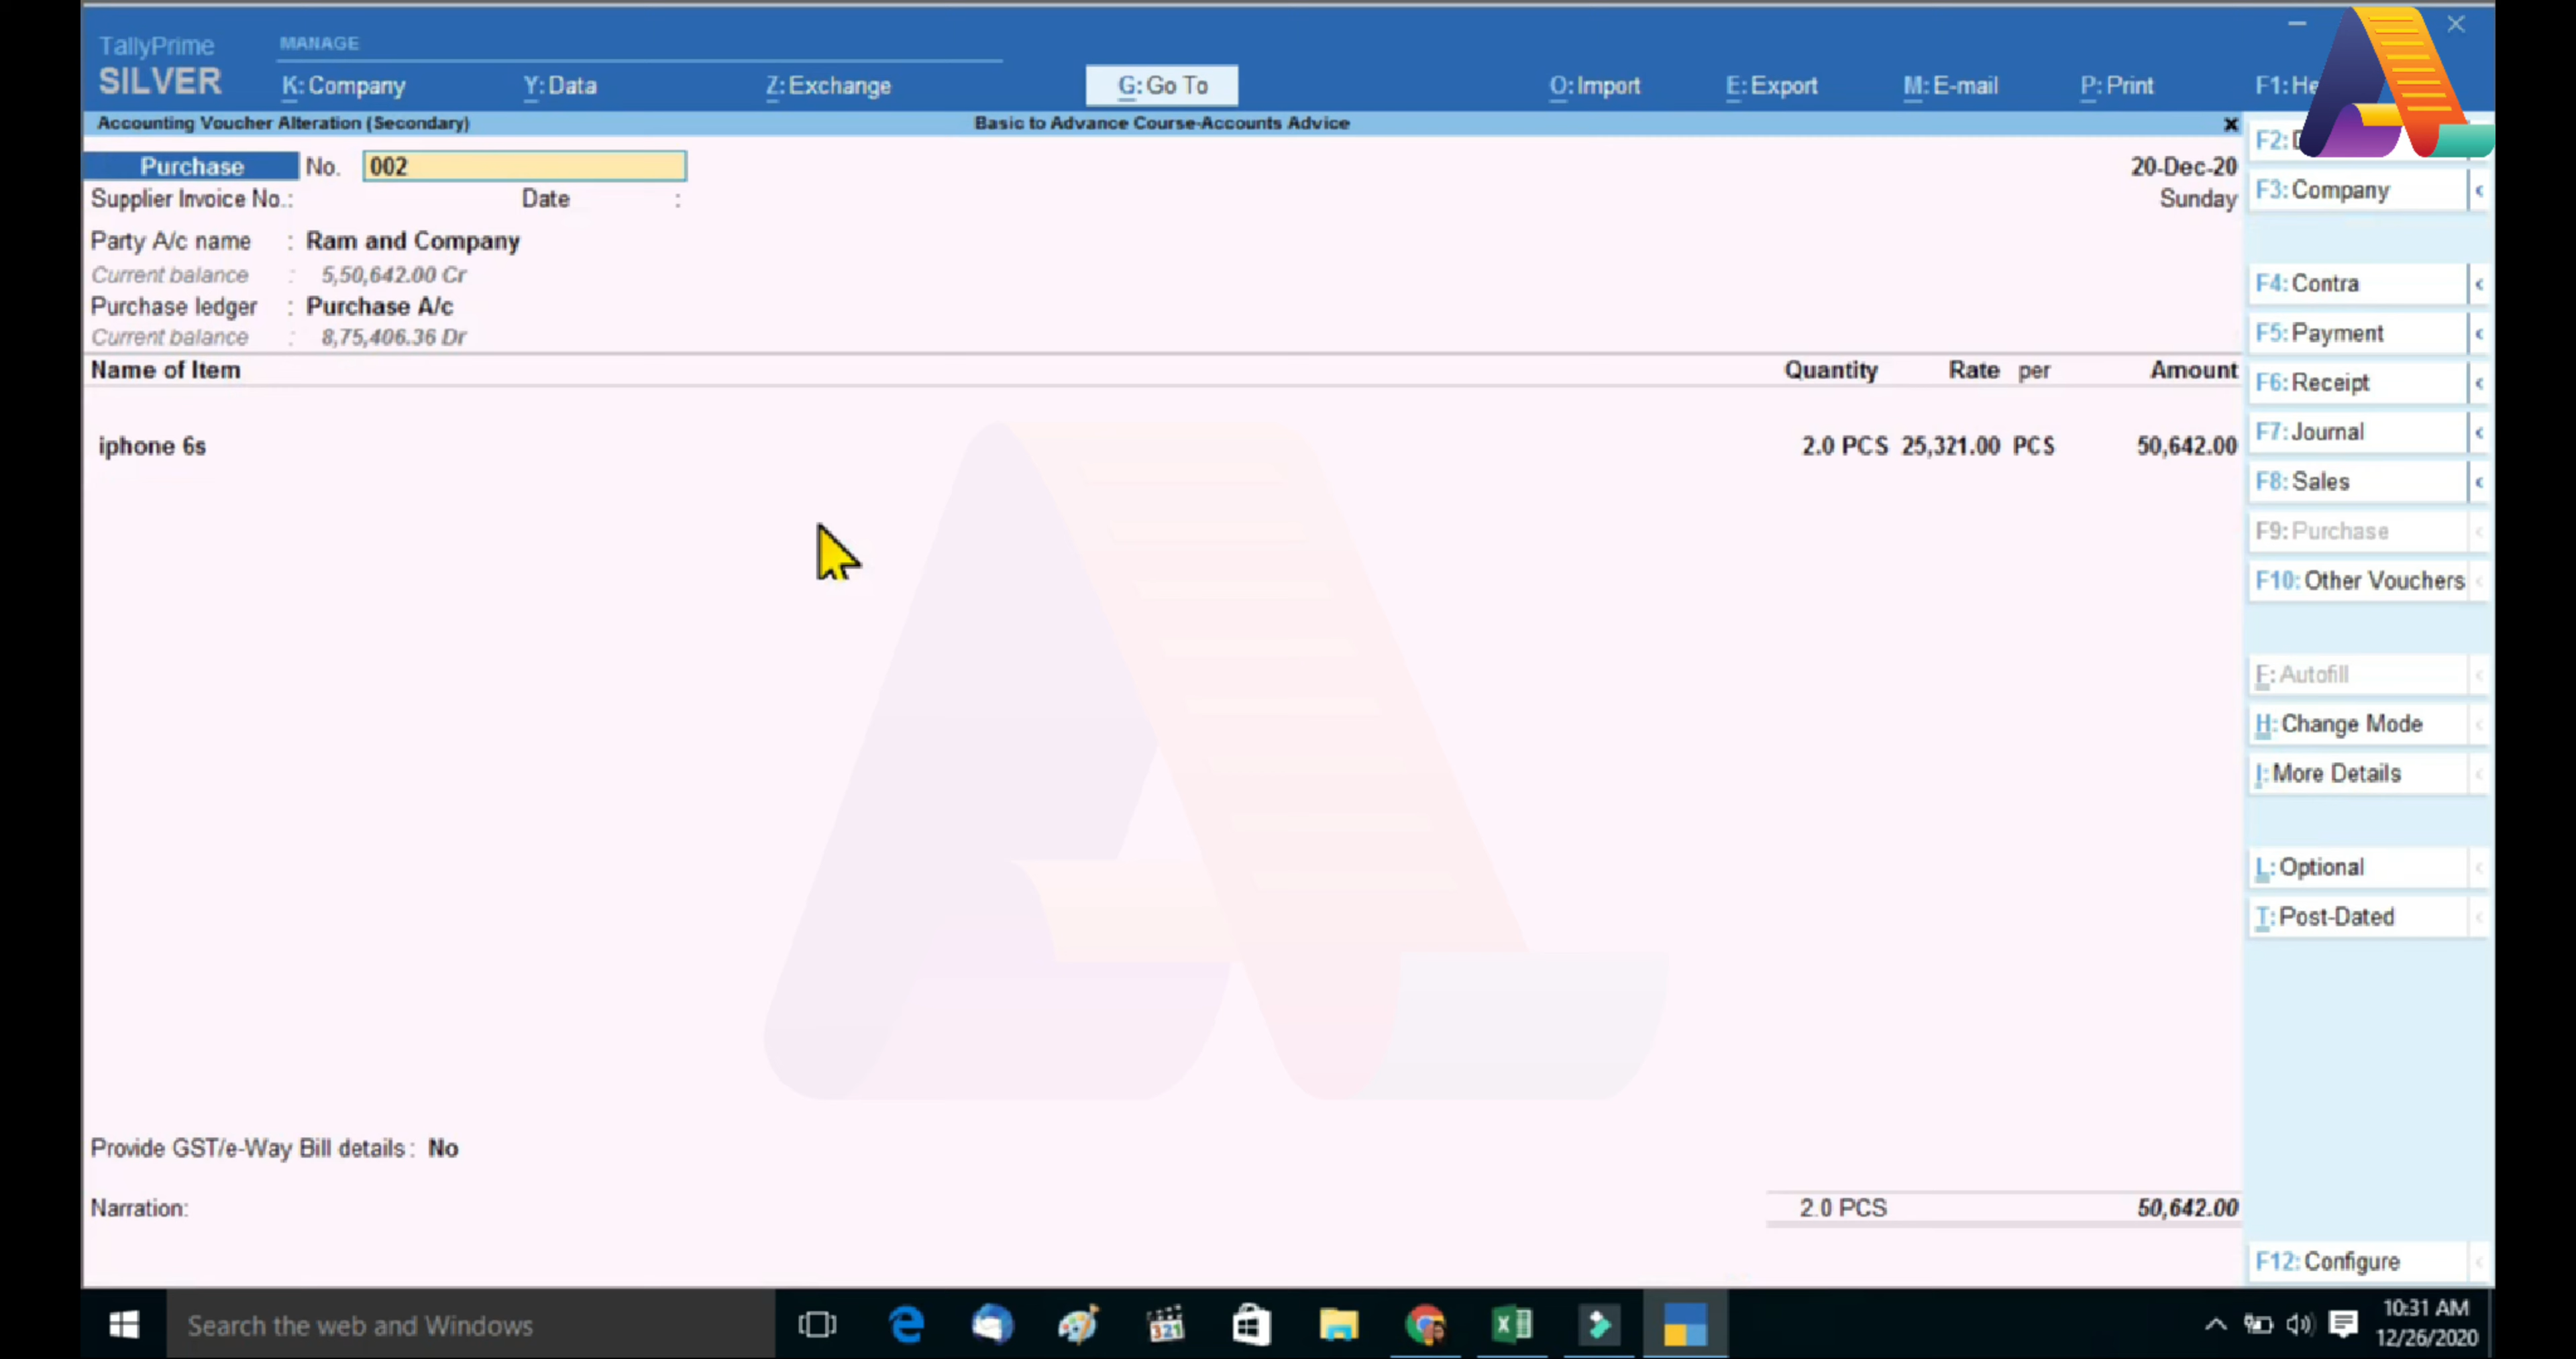 TallyPrime MANAGE
SILVER K: Company Y: Data Z: Exchange G: Go To O: Import E: Export M: E-mail P: Print F1: He
Accounting Voucher Alteration (Secondary) Basic to Advance Course-Accounts Advice
Purchase No. 002 20-Dec-20
Supplier Invoice No.: Date : Sunday
Party A/c name : Ram and Company
Current balance : 5,50,642.00 Cr
Purchase ledger : Purchase A/c
Current balance : 8,75,406.36 Dr
Name of Item Quantity Rate per Amount
iphone 6s 2.0 PCS 25,321.00 PCS 50,642.00
Provide GST/e-Way Bill details : No
Narration: 2.0 PCS 50,642.00
F2:
F3: Company
F4: Contra
F5: Payment
F6: Receipt
F7: Journal
F8: Sales
F9: Purchase
F10: Other Vouchers
F: Autofill
H: Change Mode
I: More Details
L: Optional
T: Post-Dated
F12: Configure
Search the web and Windows
321
10:31 AM
12/26/2020